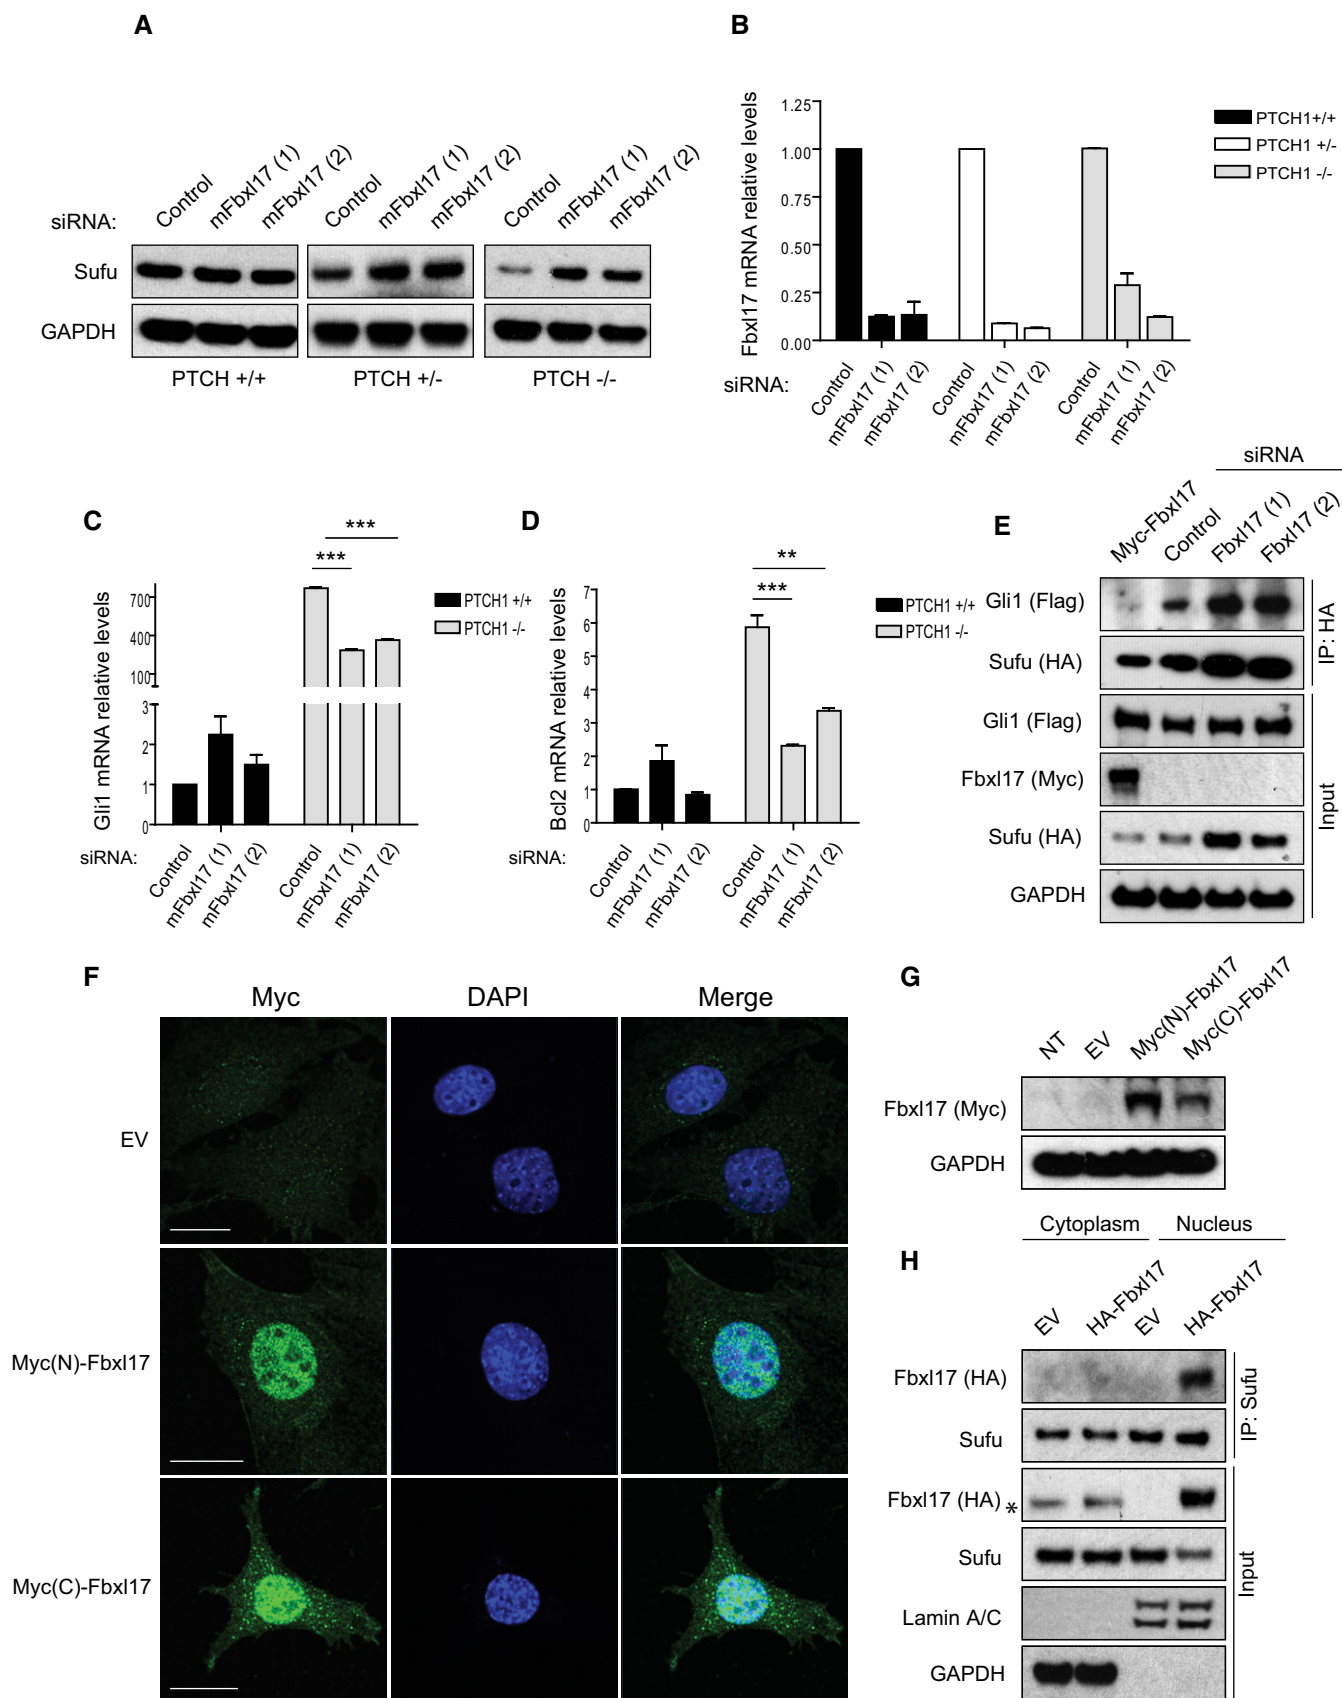 A
siRNA:
Control
mFbxl17 (1)
mFbxl17 (2)
Control
mFbxl17 (1)
mFbxl17 (2)
Control
mFbxl17 (1)
mFbxl17 (2)
Sufu
GAPDH
PTCH +/+
PTCH +/-
PTCH -/-
B
Fbxl17 mRNA relative levels
1.25
1.00
0.75
0.50
0.25
0.00
PTCH1+/+
PTCH1 +/-
PTCH1 -/-
siRNA:
Control
mFbxl17 (1)
mFbxl17 (2)
Control
mFbxl17 (1)
mFbxl17 (2)
Control
mFbxl17 (1)
mFbxl17 (2)
C
Gli1 mRNA relative levels
700
400
100
3
2
1
0
***
***
PTCH1 +/+
PTCH1 -/-
siRNA:
Control
mFbxl17 (1)
mFbxl17 (2)
Control
mFbxl17 (1)
mFbxl17 (2)
D
Bcl2 mRNA relative levels
7
6
5
4
3
2
1
0
**
***
PTCH1 +/+
PTCH1 -/-
siRNA:
Control
mFbxl17 (1)
mFbxl17 (2)
Control
mFbxl17 (1)
mFbxl17 (2)
E
siRNA
Myc-Fbxl17
Control
Fbxl17 (1)
Fbxl17 (2)
Gli1 (Flag)
Sufu (HA)
IP: HA
Gli1 (Flag)
Fbxl17 (Myc)
Sufu (HA)
GAPDH
Input
F
Myc
DAPI
Merge
EV
Myc(N)-Fbxl17
Myc(C)-Fbxl17
G
NT
EV
Myc(N)-Fbxl17
Myc(C)-Fbxl17
Fbxl17 (Myc)
GAPDH
H
Cytoplasm
Nucleus
EV
HA-Fbxl17
EV
HA-Fbxl17
Fbxl17 (HA)
Sufu
IP: Sufu
Fbxl17 (HA)
*
Sufu
Lamin A/C
GAPDH
Input